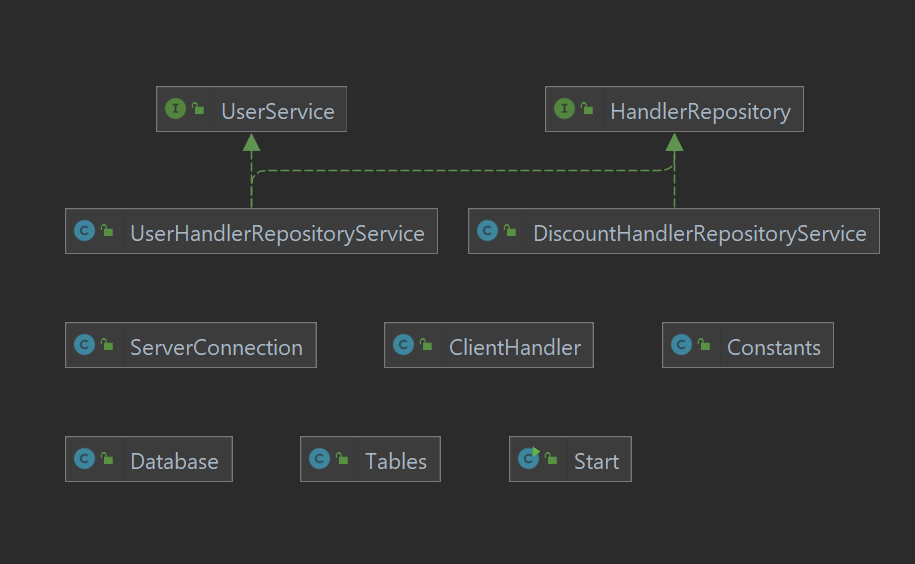 UserService
HandlerRepository
UserHandlerRepositoryService
DiscountHandlerRepositoryService
ServerConnection
ClientHandler
Constants
Database
Tables
Start